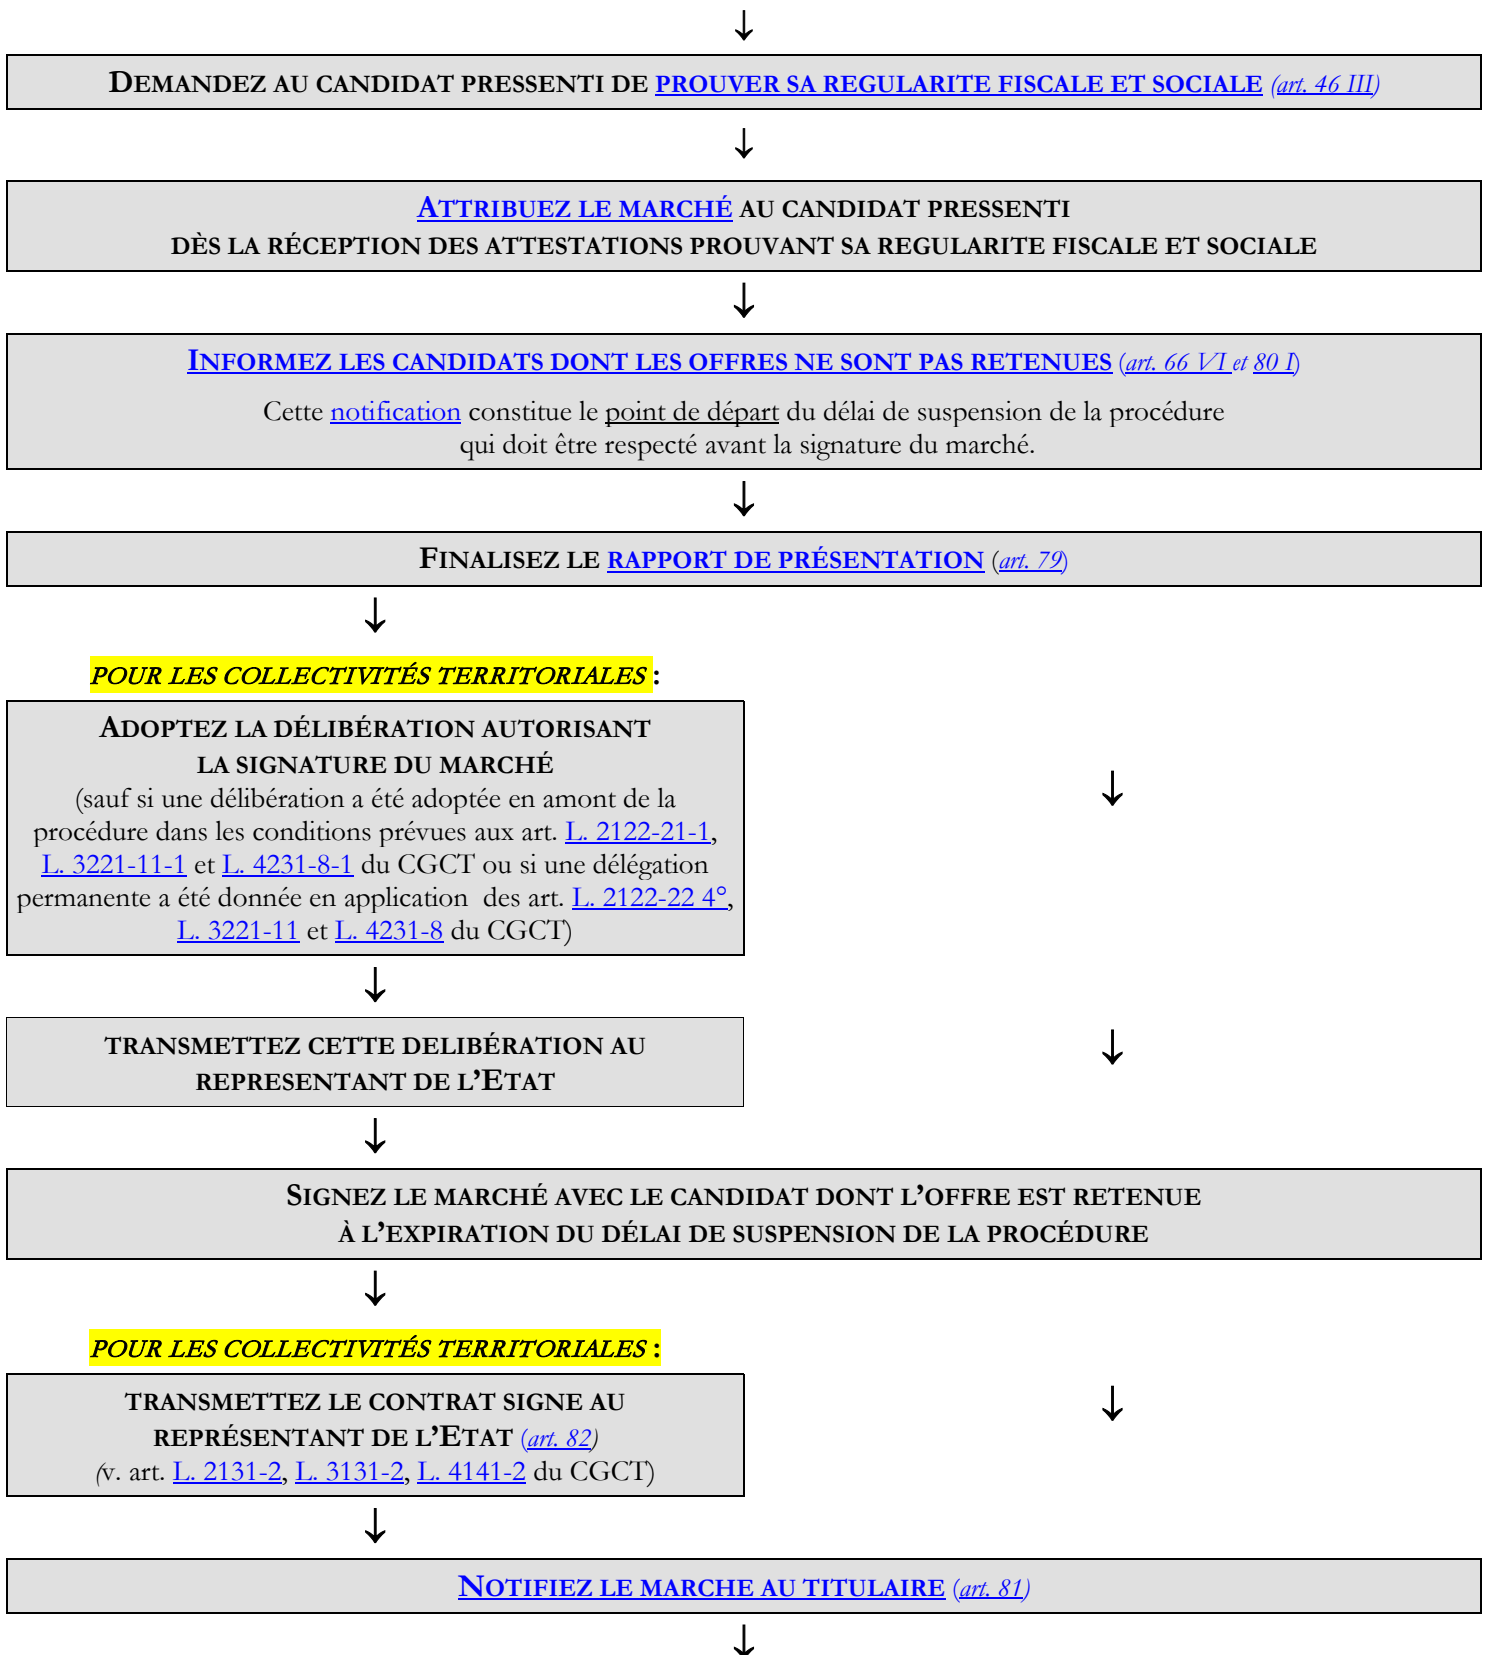 ↓
DEMANDEZ AU CANDIDAT PRESSENTI DE PROUVER SA REGULARITE FISCALE ET SOCIALE (art. 46 III)
↓
ATTRIBUEZ LE MARCHÉ AU CANDIDAT PRESSENTI
DÈS LA RÉCEPTION DES ATTESTATIONS PROUVANT SA REGULARITE FISCALE ET SOCIALE
↓
INFORMEZ LES CANDIDATS DONT LES OFFRES NE SONT PAS RETENUES (art. 66 VI et 80 I)
Cette notification constitue le point de départ du délai de suspension de la procédure
qui doit être respecté avant la signature du marché.
↓
FINALISEZ LE RAPPORT DE PRÉSENTATION (art. 79)
↓
POUR LES COLLECTIVITÉS TERRITORIALES :
ADOPTEZ LA DÉLIBÉRATION AUTORISANT
LA SIGNATURE DU MARCHÉ
(sauf si une délibération a été adoptée en amont de la
procédure dans les conditions prévues aux art. L. 2122-21-1,
L. 3221-11-1 et L. 4231-8-1 du CGCT ou si une délégation
permanente a été donnée en application des art. L. 2122-22 4°,
L. 3221-11 et L. 4231-8 du CGCT)
↓
↓
TRANSMETTEZ CETTE DELIBÉRATION AU
REPRESENTANT DE L'ETAT
↓
↓
SIGNEZ LE MARCHÉ AVEC LE CANDIDAT DONT L'OFFRE EST RETENUE
À L'EXPIRATION DU DÉLAI DE SUSPENSION DE LA PROCÉDURE
↓
POUR LES COLLECTIVITÉS TERRITORIALES :
TRANSMETTEZ LE CONTRAT SIGNE AU
REPRÉSENTANT DE L'ETAT (art. 82)
(v. art. L. 2131-2, L. 3131-2, L. 4141-2 du CGCT)
↓
↓
NOTIFIEZ LE MARCHE AU TITULAIRE (art. 81)
↓